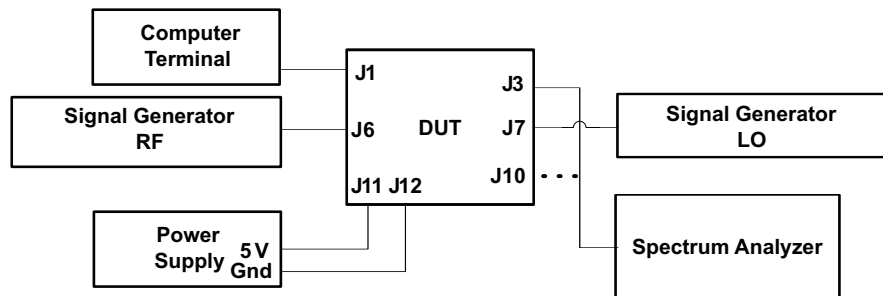 Computer
Terminal
J1
J3
Signal Generator
RF
J6
DUT
J7
Signal Generator
LO
J10
J11 J12
Power
Supply
5 V
Gnd
Spectrum Analyzer